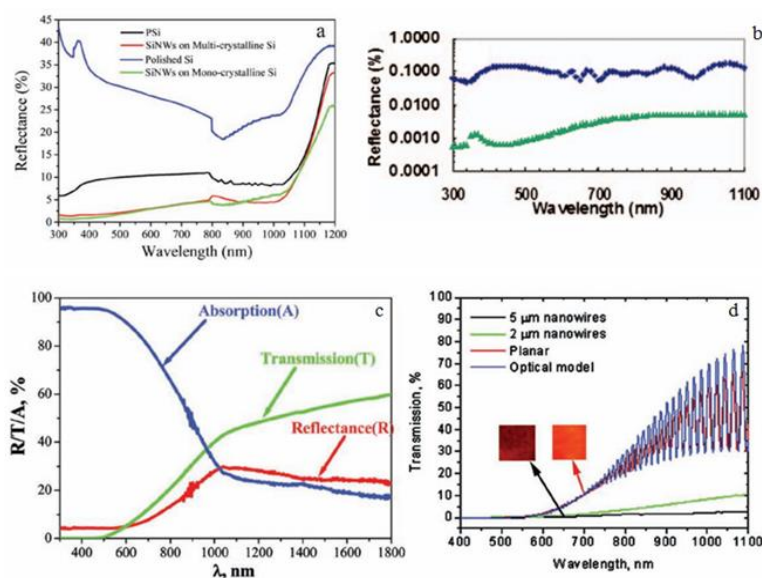 a
PSi
SiNWs on Multi-crystalline Si
Polished Si
SiNWs on Mono-crystalline Si
Reflectance (%)
45
40
35
30
25
20
15
10
5
0
300 400 500 600 700 800 900 1000 1100 1200
Wavelength (nm)
b
Reflectance (%)
1.0000
0.1000
0.0100
0.0010
0.0001
300 500 700 900 1100
Wavelength (nm)
c
R/T/A, %
100
80
60
40
20
0
Absorption(A)
Transmission(T)
Reflectance(R)
400 600 800 1000 1200 1400 1600 1800
λ, nm
d
5 µm nanowires
2 µm nanowires
Planar
Optical model
Transmission, %
100
90
80
70
60
50
40
30
20
10
0
400 500 600 700 800 900 1000 1100
Wavelength, nm